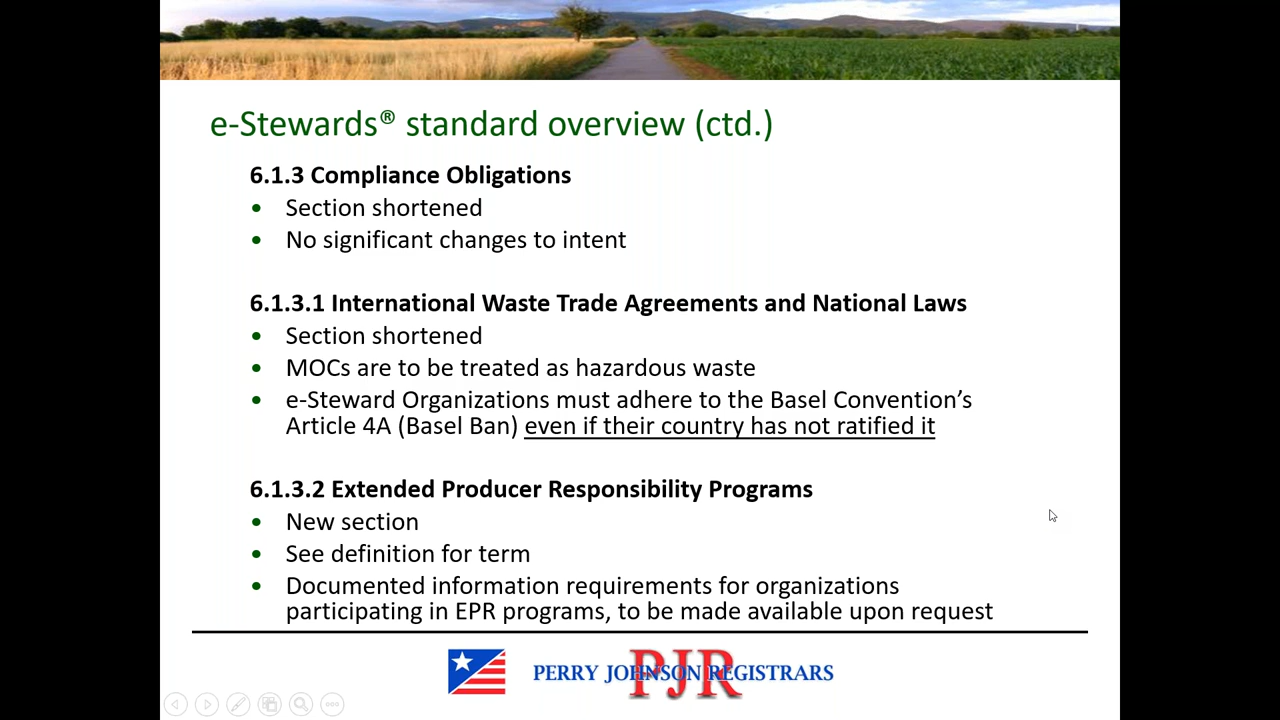 e-Stewards® standard overview (ctd.)
6.1.3 Compliance Obligations
• Section shortened
• No significant changes to intent
6.1.3.1 International Waste Trade Agreements and National Laws
• Section shortened
• MOCs are to be treated as hazardous waste
• e-Steward Organizations must adhere to the Basel Convention’s
Article 4A (Basel Ban) even if their country has not ratified it
6.1.3.2 Extended Producer Responsibility Programs
• New section
• See definition for term
• Documented information requirements for organizations
participating in EPR programs, to be made available upon request
PJR
PERRY JOHNSON REGISTRARS